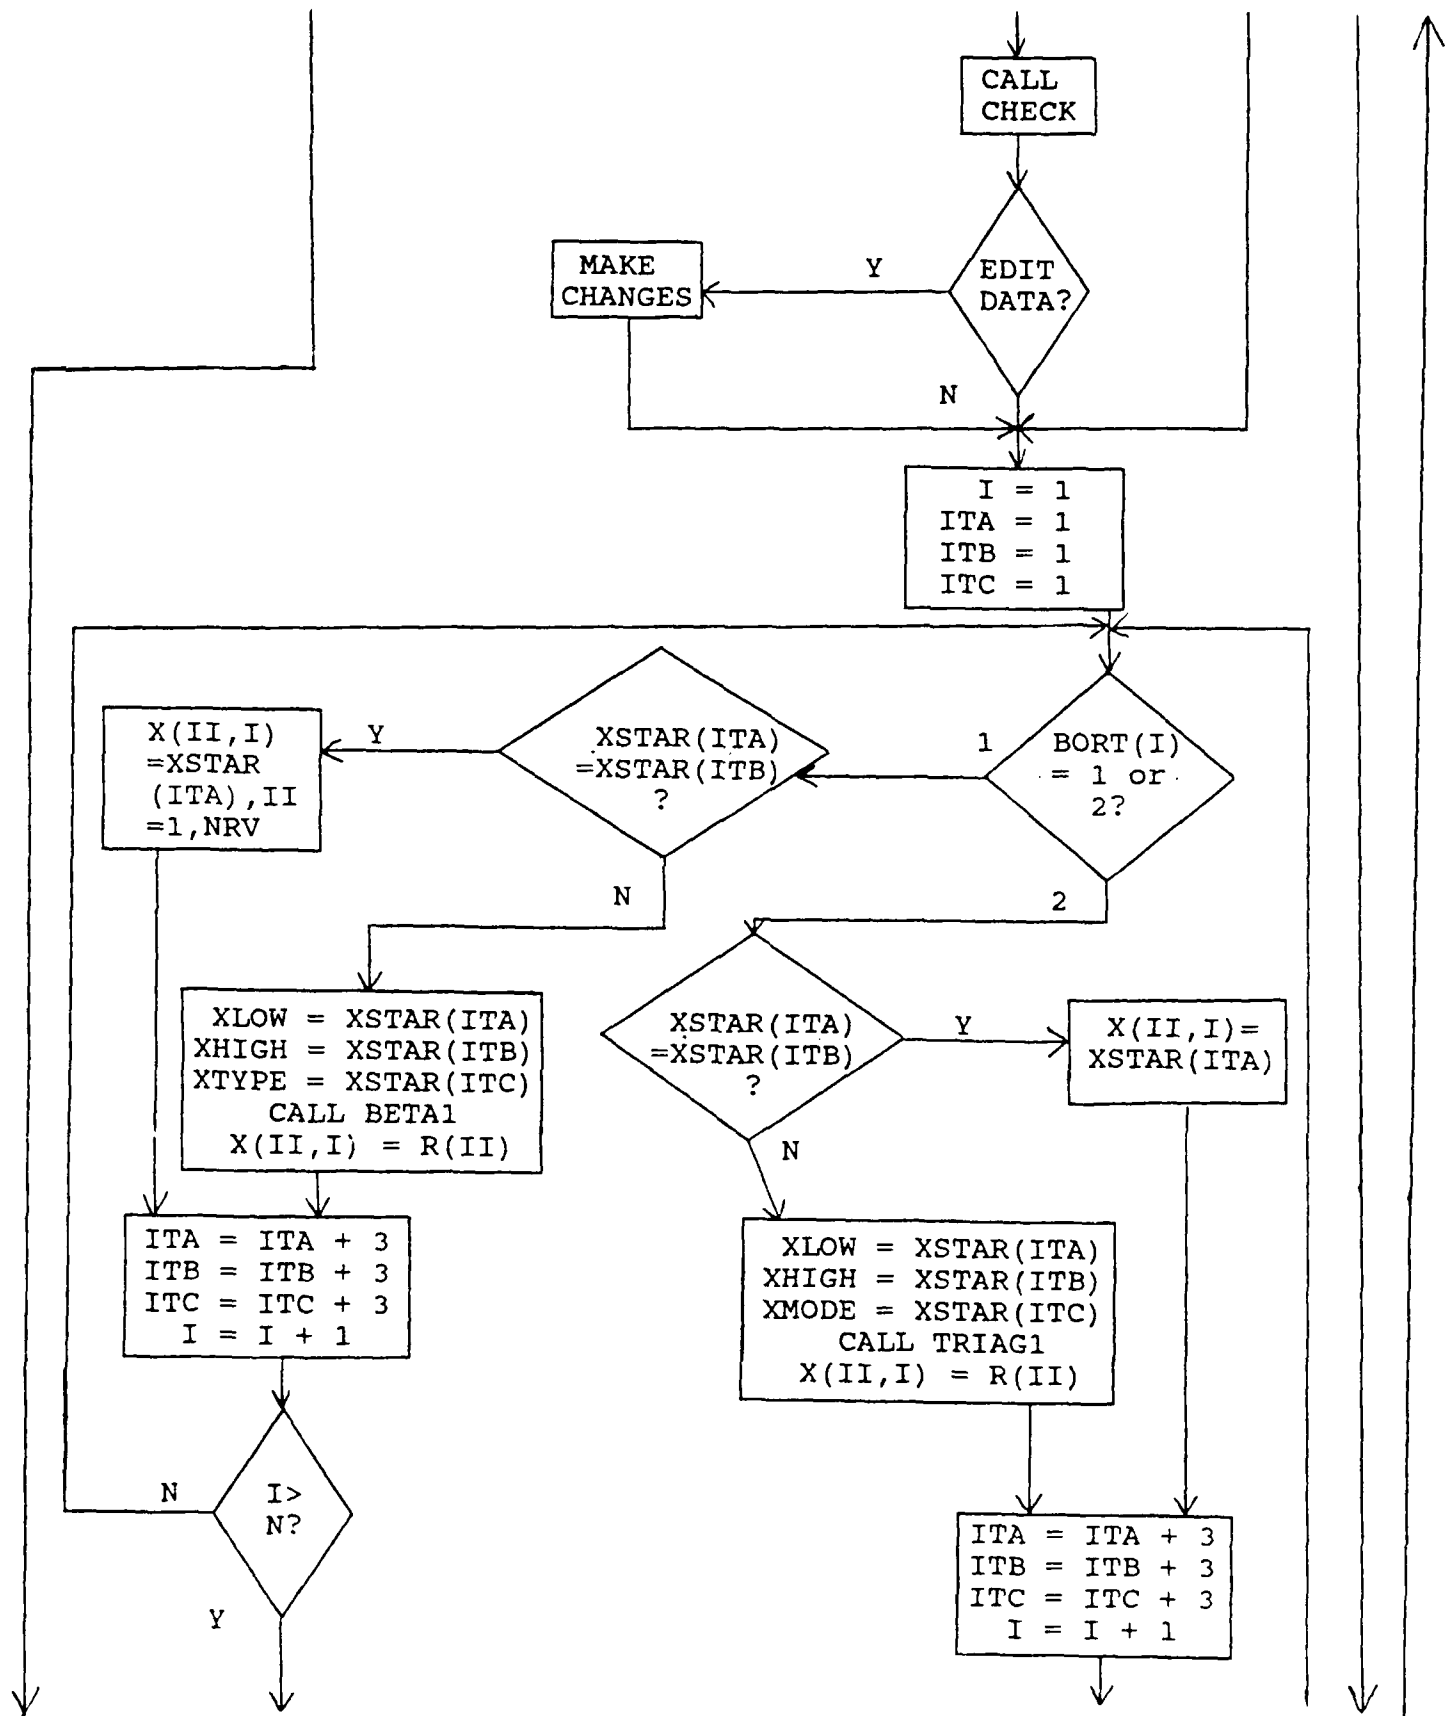 CALL
CHECK
EDIT
DATA?
Y
MAKE
CHANGES
N
I = 1
ITA = 1
ITB = 1
ITC = 1
BORT(I)
= 1 or
2?
1
XSTAR(ITA)
=XSTAR(ITB)
?
Y
X(II,I)
=XSTAR
(ITA),II
=1,NRV
N
2
XLOW = XSTAR(ITA)
XHIGH = XSTAR(ITB)
XTYPE = XSTAR(ITC)
CALL BETA1
X(II,I) = R(II)
XSTAR(ITA)
=XSTAR(ITB)
?
Y
X(II,I)=
XSTAR(ITA)
N
ITA = ITA + 3
ITB = ITB + 3
ITC = ITC + 3
I = I + 1
XLOW = XSTAR(ITA)
XHIGH = XSTAR(ITB)
XMODE = XSTAR(ITC)
CALL TRIAG1
X(II,I) = R(II)
N
I>
N?
Y
ITA = ITA + 3
ITB = ITB + 3
ITC = ITC + 3
I = I + 1